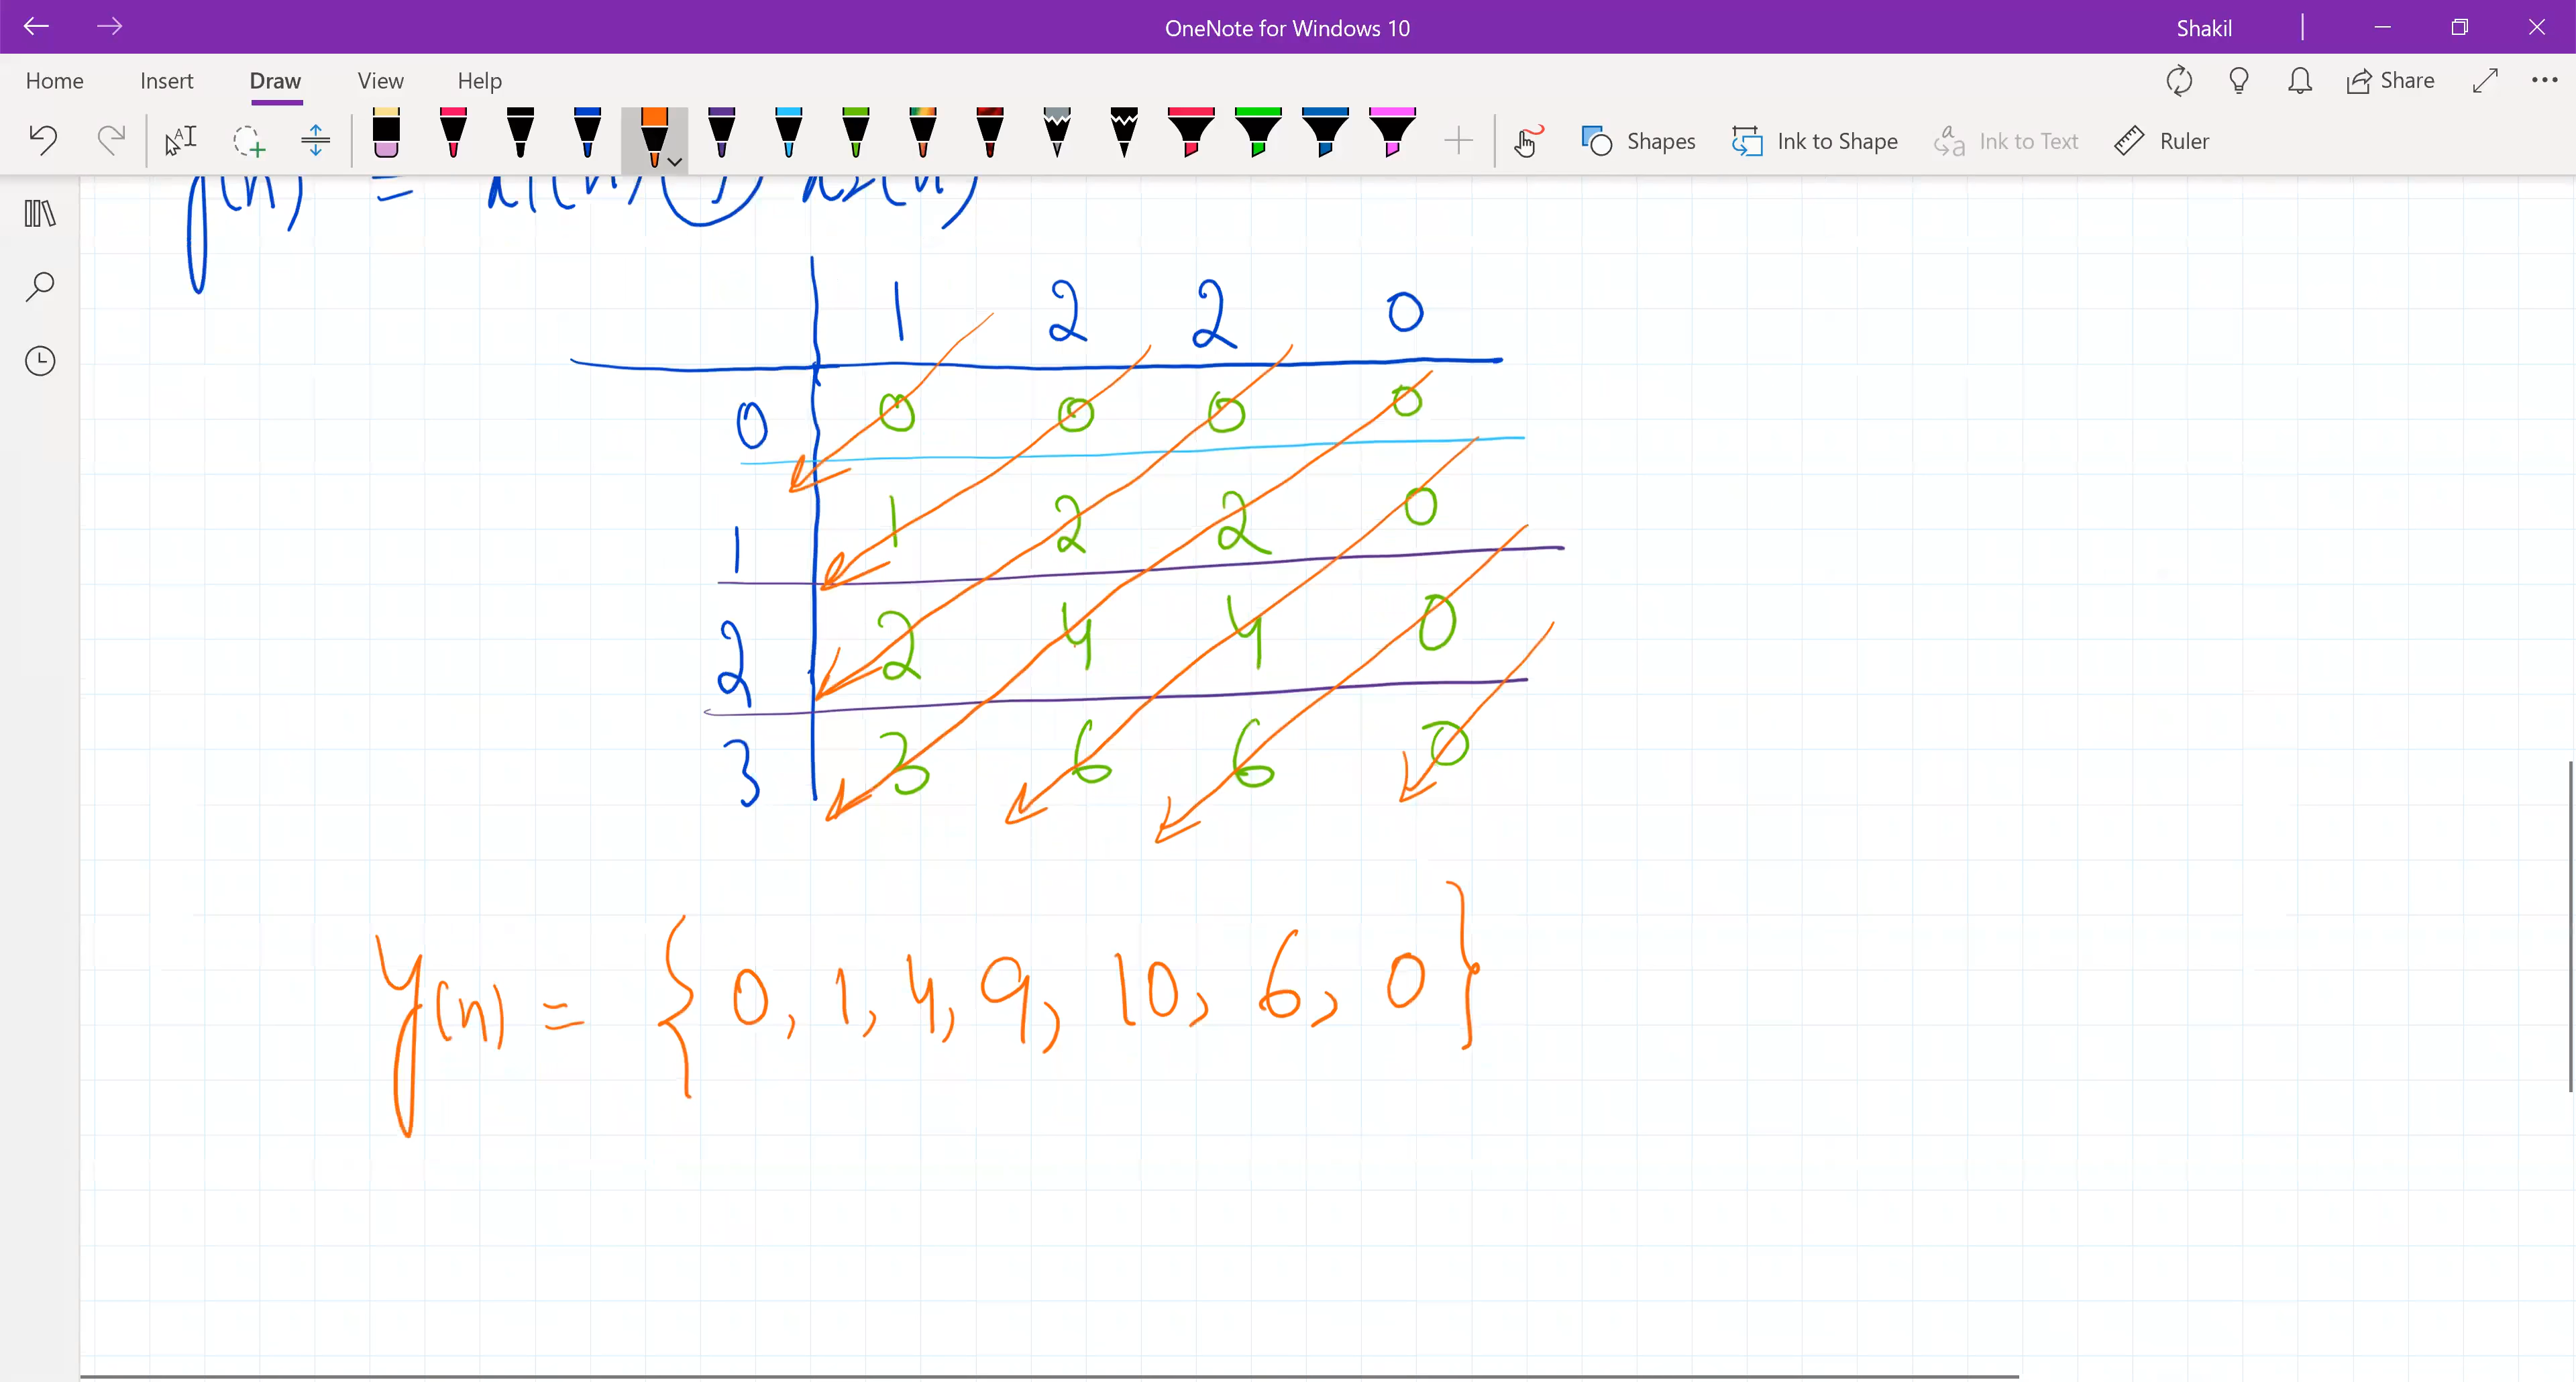 OneNote for Windows 10 Shakil
Home Insert Draw View Help Share
Shapes Ink to Shape Ink to Text Ruler
y(n) =
1 2 2 0
0 0 0 0 0
1 1 2 2 0
2 2 4 4 0
3 3 6 6 0
y(n) = { 0, 1, 4, 9, 10, 6, 0 }